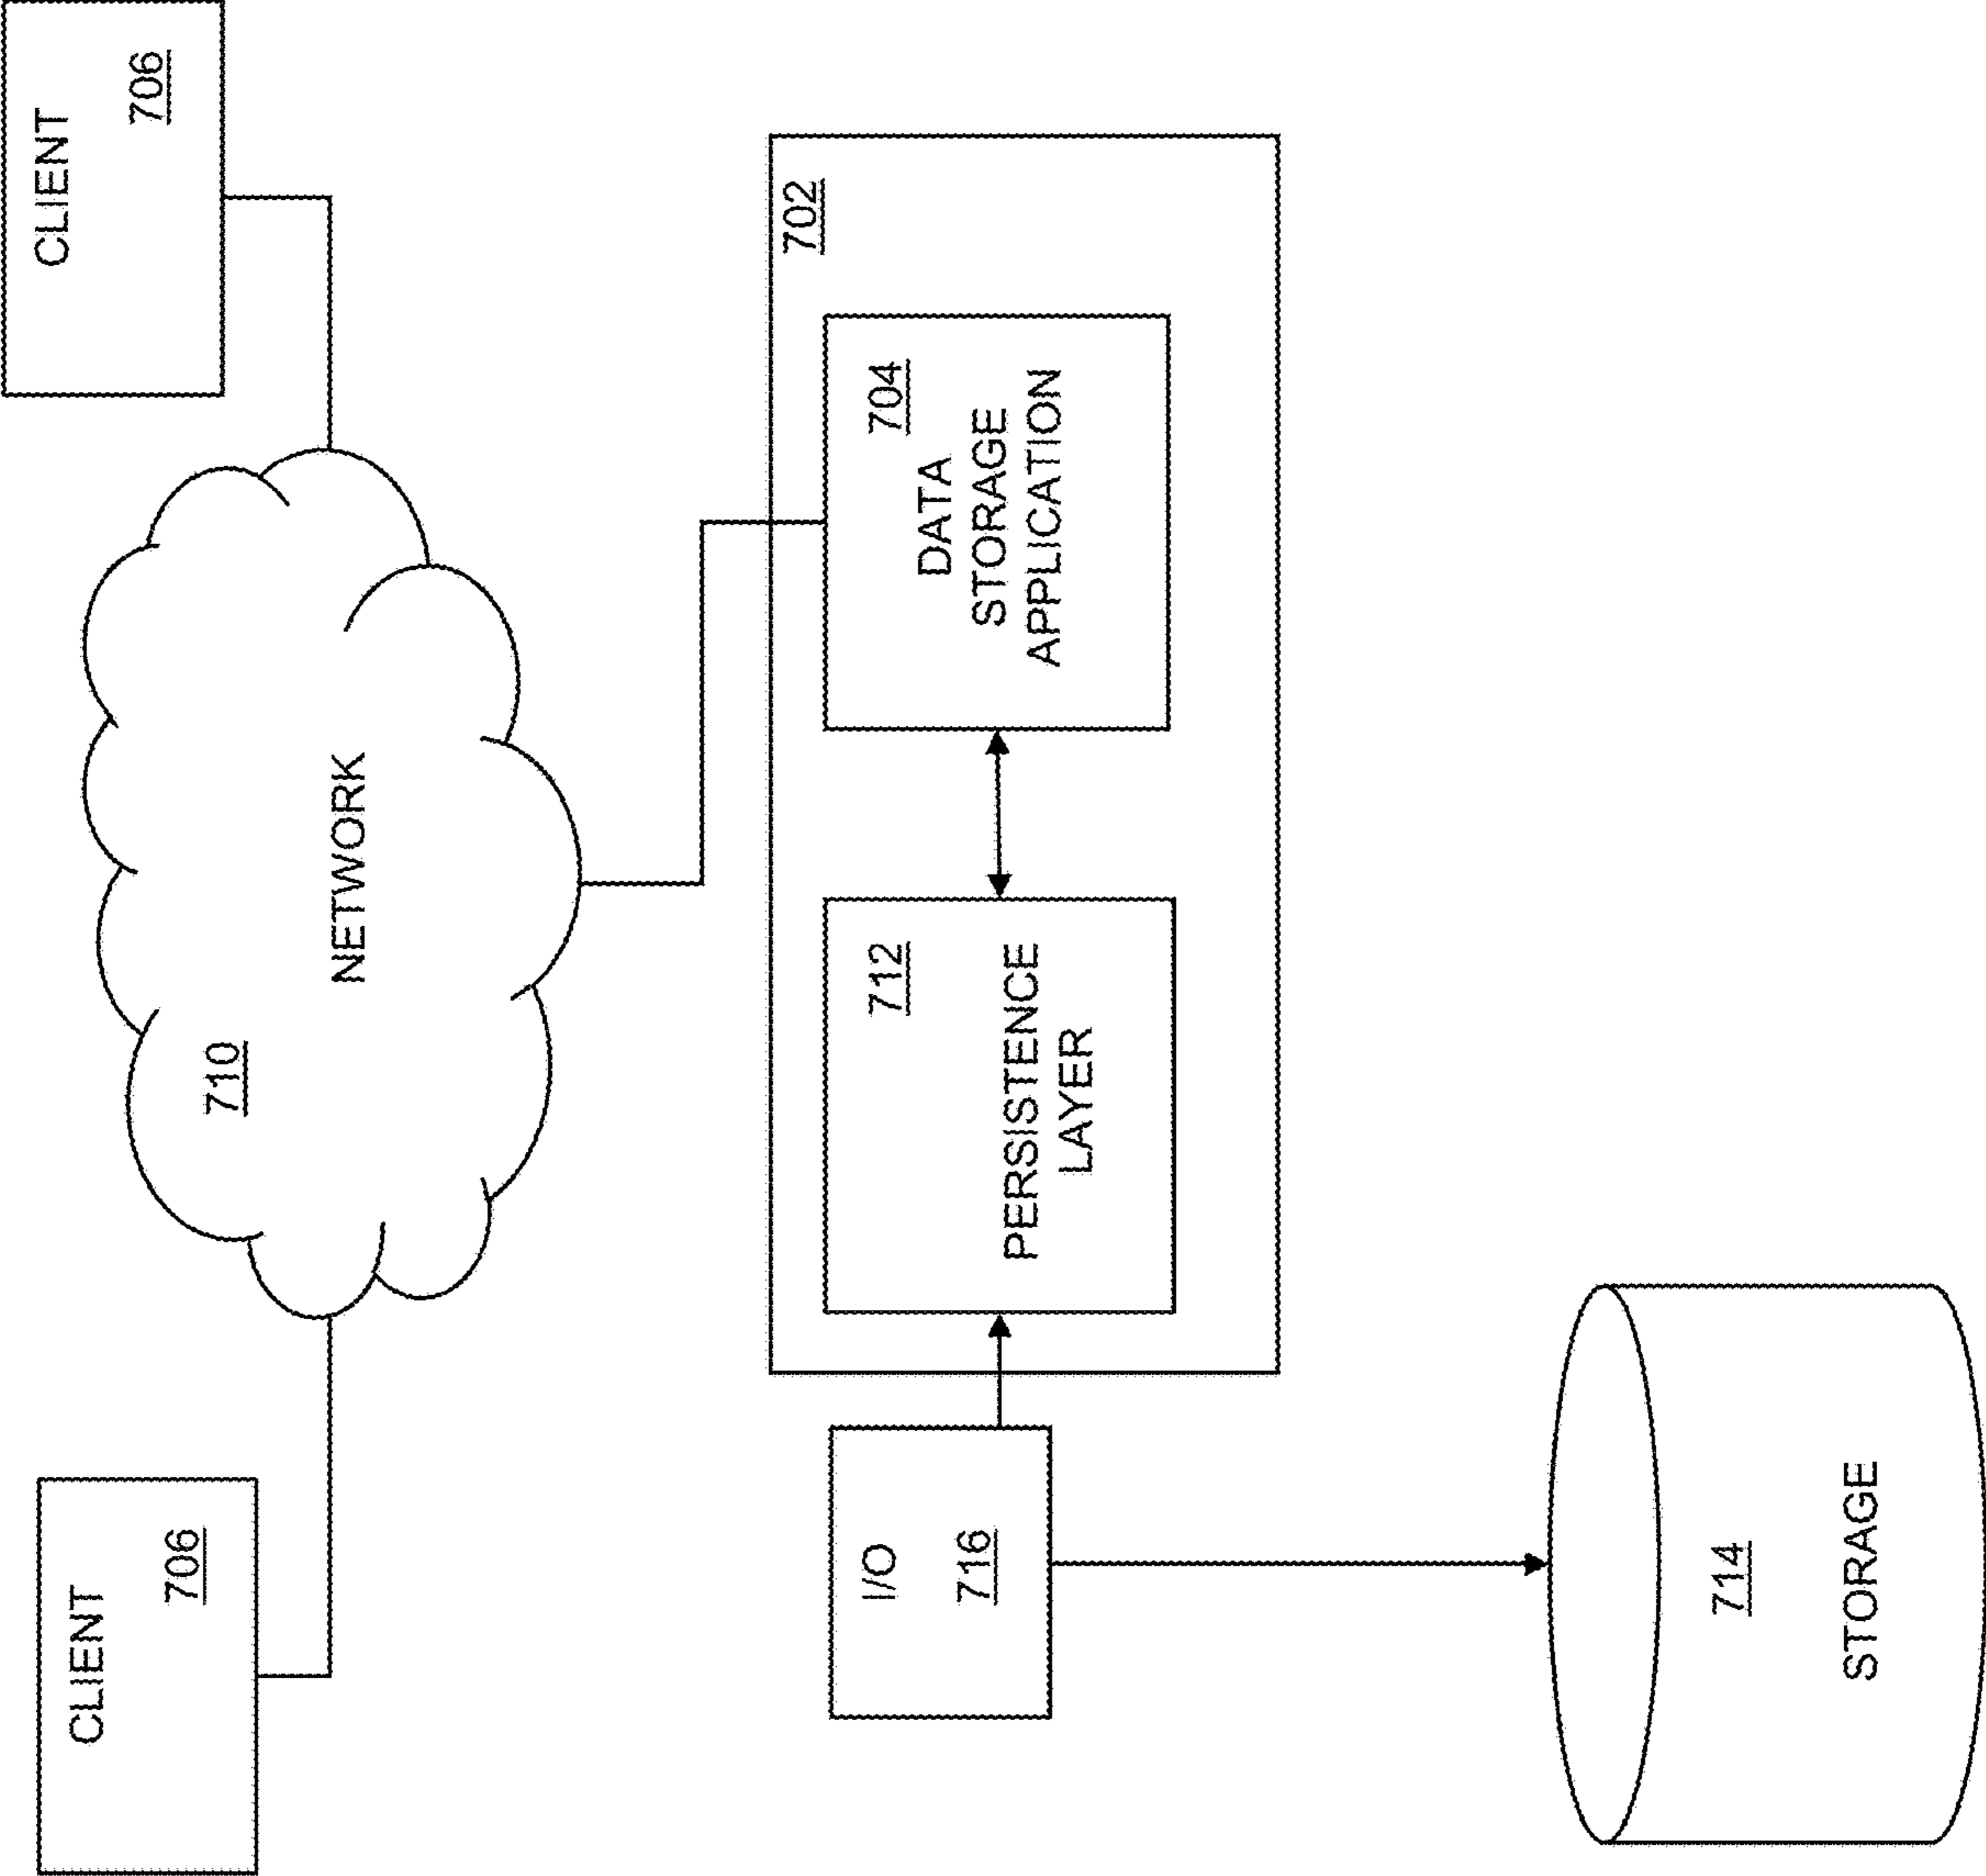 CLIENT
706
CLIENT
706
710
NETWORK
702
712
PERSISTENCE
LAYER
704
DATA
STORAGE
APPLICATION
I/O
716
714
STORAGE